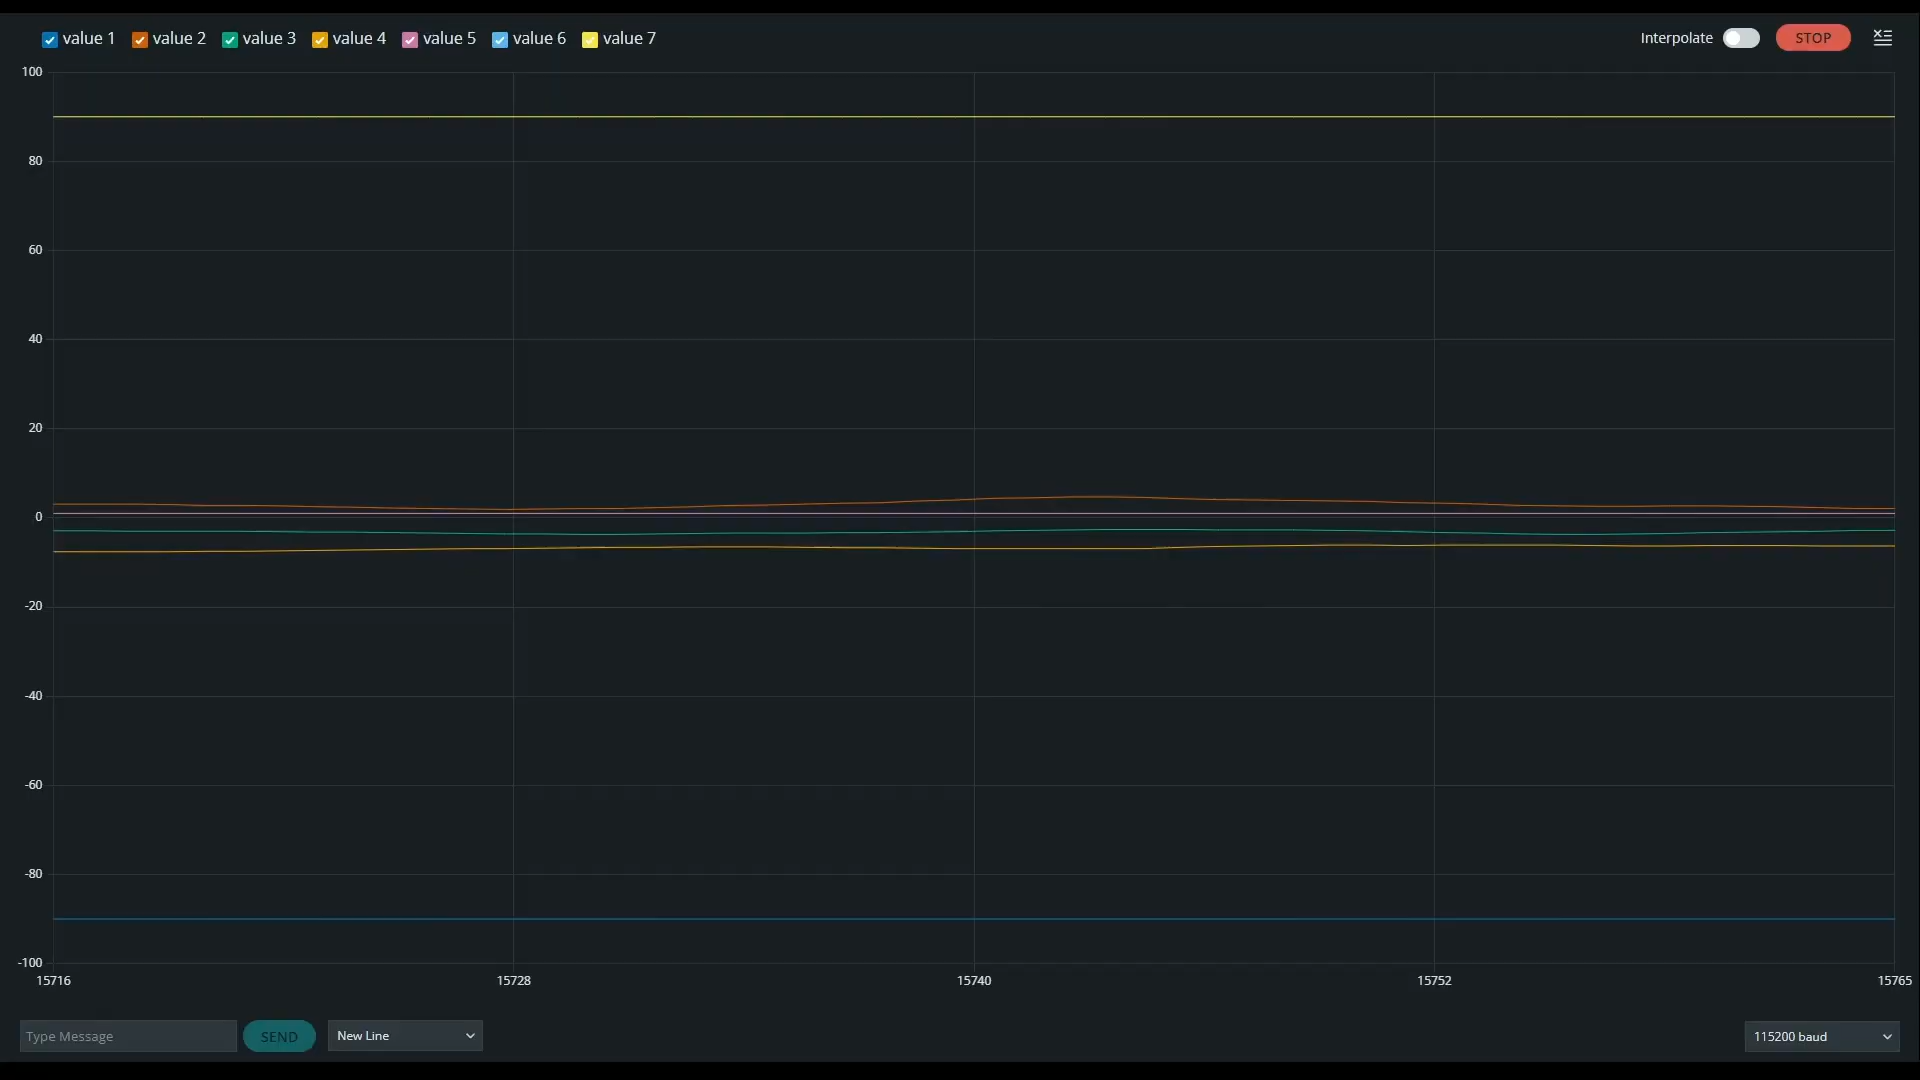 value 1 value 2 value 3 value 4 value 5 value 6 value 7
Interpolate STOP
100
80
60
40
20
0
-20
-40
-60
-80
-100
15716 15728 15740 15752 15765
Type Message SEND New Line 115200 baud